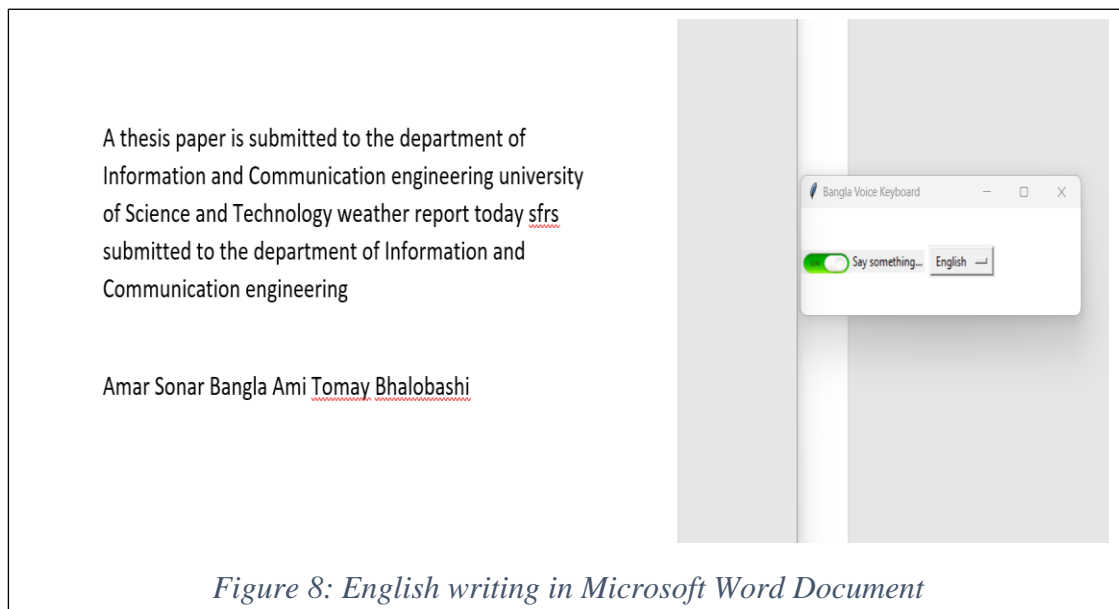 A thesis paper is submitted to the department of
Information and Communication engineering university
of Science and Technology weather report today sfrs
submitted to the department of Information and
Communication engineering
Amar Sonar Bangla Ami Tomay Bhalobashi
Bangla Voice Keyboard
ON Say something... English
Figure 8: English writing in Microsoft Word Document